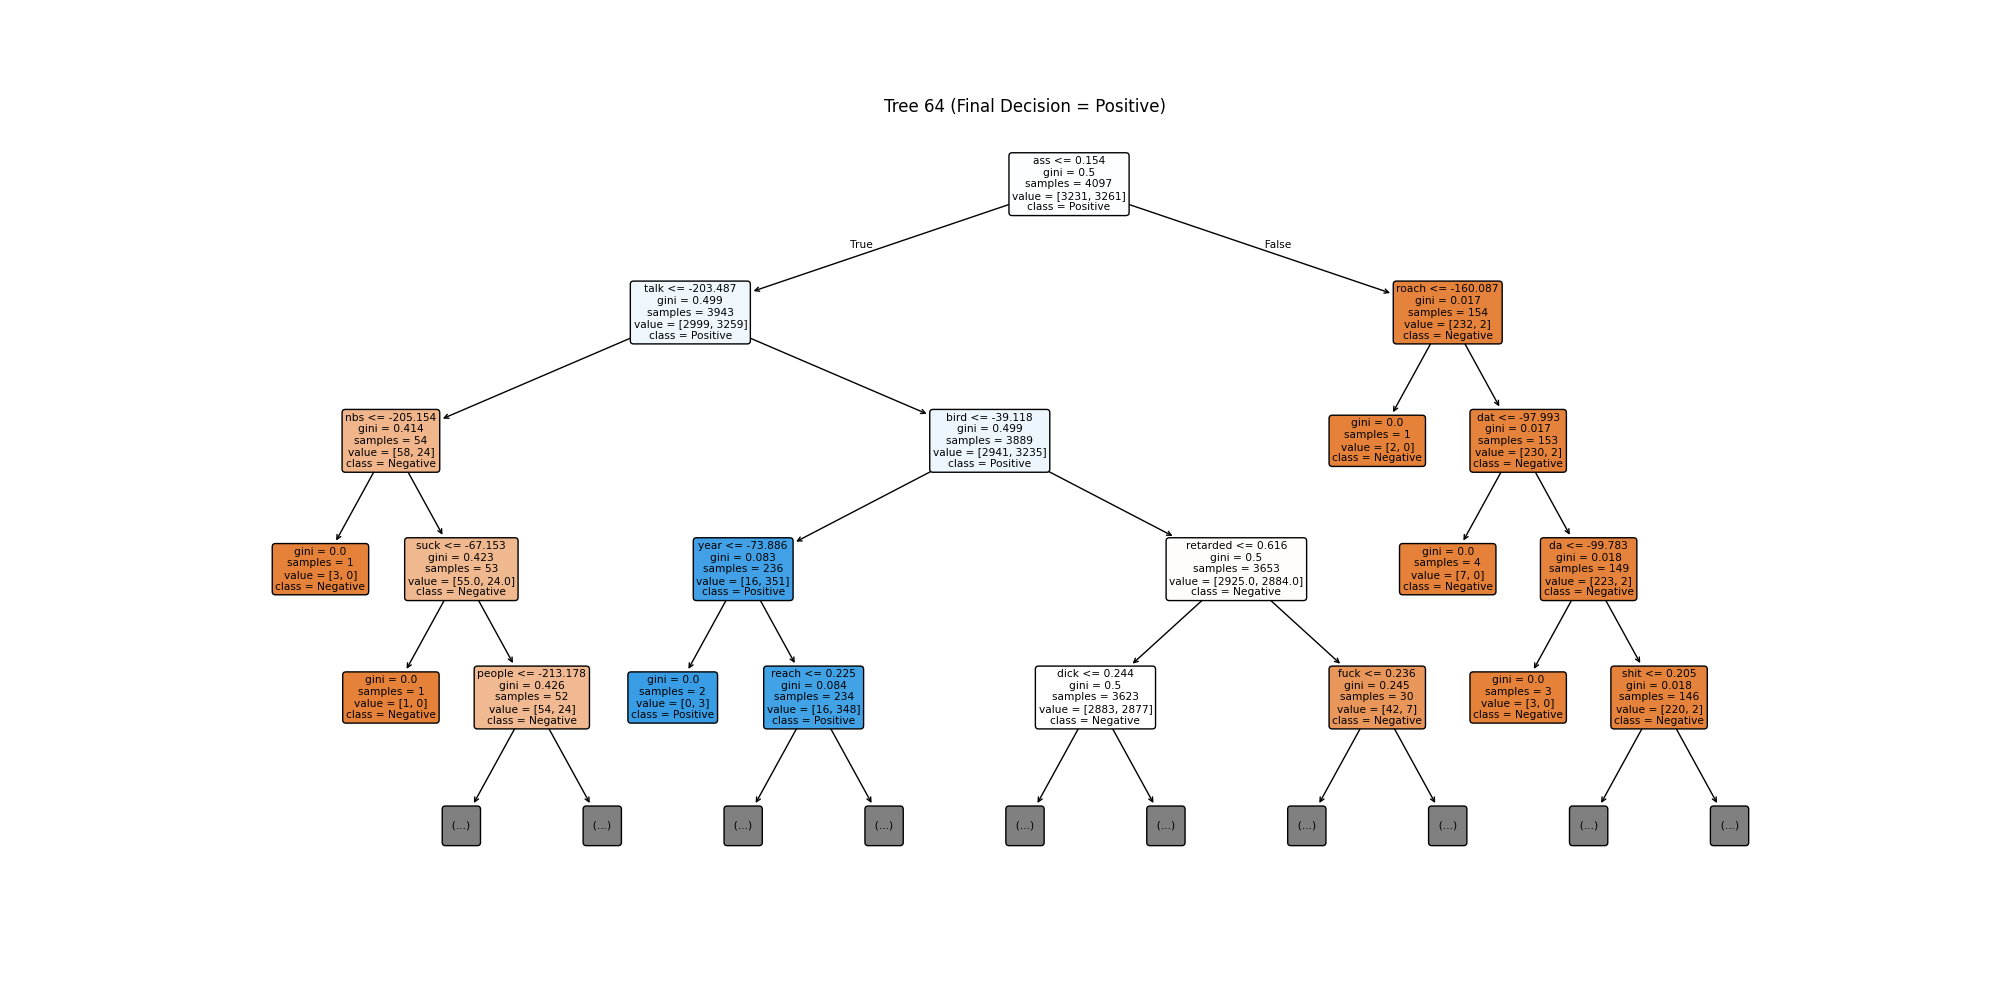 Tree 64 (Final Decision = Positive)
ass <= 0.154
gini = 0.5
samples = 4097
value = [3231, 3261]
class = Positive
True
False
talk <= -203.487
gini = 0.499
samples = 3943
value = [2999, 3259]
class = Positive
roach <= -160.087
gini = 0.017
samples = 154
value = [232, 2]
class = Negative
nbs <= -205.154
gini = 0.414
samples = 54
value = [58, 24]
class = Negative
bird <= -39.118
gini = 0.499
samples = 3889
value = [2941, 3235]
class = Positive
gini = 0.0
samples = 1
value = [2, 0]
class = Negative
dat <= -97.993
gini = 0.017
samples = 153
value = [230, 2]
class = Negative
gini = 0.0
samples = 1
value = [3, 0]
class = Negative
suck <= -67.153
gini = 0.423
samples = 53
value = [55.0, 24.0]
class = Negative
year <= -73.886
gini = 0.083
samples = 236
value = [16, 351]
class = Positive
retarded <= 0.616
gini = 0.5
samples = 3653
value = [2925.0, 2884.0]
class = Negative
gini = 0.0
samples = 4
value = [7, 0]
class = Negative
da <= -99.783
gini = 0.018
samples = 149
value = [223, 2]
class = Negative
gini = 0.0
samples = 1
value = [1, 0]
class = Negative
people <= -213.178
gini = 0.426
samples = 52
value = [54, 24]
class = Negative
gini = 0.0
samples = 2
value = [0, 3]
class = Positive
reach <= 0.225
gini = 0.084
samples = 234
value = [16, 348]
class = Positive
dick <= 0.244
gini = 0.5
samples = 3623
value = [2883, 2877]
class = Negative
fuck <= 0.236
gini = 0.245
samples = 30
value = [42, 7]
class = Negative
gini = 0.0
samples = 3
value = [3, 0]
class = Negative
shit <= 0.205
gini = 0.018
samples = 146
value = [220, 2]
class = Negative
(...)
(...)
(...)
(...)
(...)
(...)
(...)
(...)
(...)
(...)